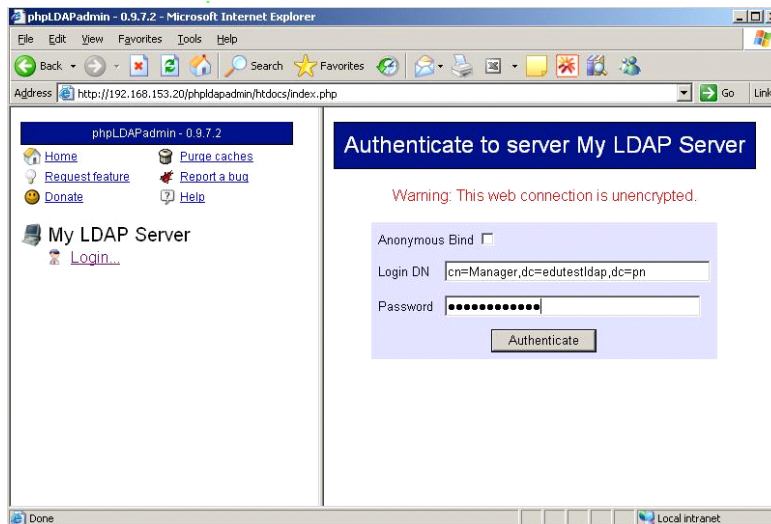 phpLDAPadmin - 0.9.7.2 - Microsoft Internet Explorer
File Edit View Favorites Tools Help
Back Search Favorites
Address http://192.168.153.20/phpldapadmin/htdocs/index.php Go Link
phpLDAPadmin - 0.9.7.2
Home Purge caches
Request feature Report a bug
Donate Help
My LDAP Server
Login...
Authenticate to server My LDAP Server
Warning: This web connection is unencrypted.
Anonymous Bind
Login DN cn=Manager,dc=edutestldap,dc=pn
Password ●●●●●●●●●●●●
Authenticate
Done Local intranet